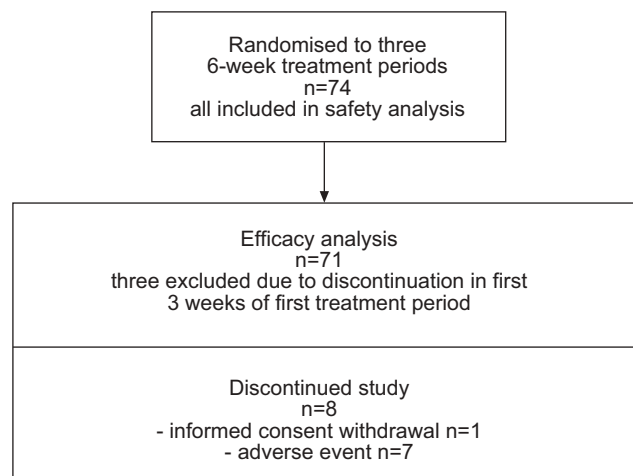 Randomised to three
6-week treatment periods
n=74
all included in safety analysis
Efficacy analysis
n=71
three excluded due to discontinuation in first
3 weeks of first treatment period
Discontinued study
n=8
- informed consent withdrawal n=1
- adverse event n=7